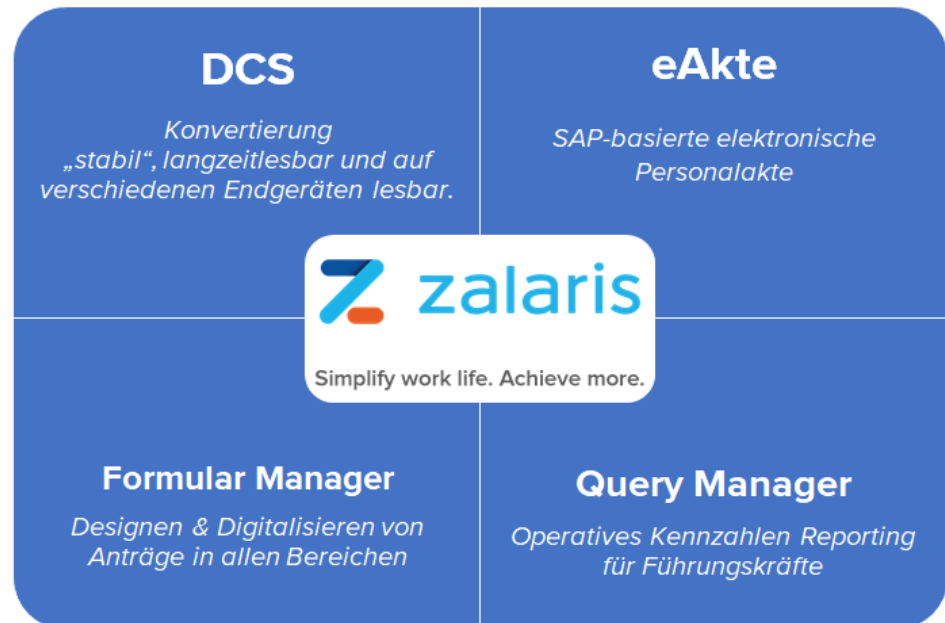 DCS
Konvertierung
„stabil“, langzeitlesbar und auf
verschiedenen Endgeräten lesbar.
eAkte
SAP-basierte elektronische
Personalakte
zalaris
Simplify work life. Achieve more.
Formular Manager
Designen & Digitalisieren von
Anträge in allen Bereichen
Query Manager
Operatives Kennzahlen Reporting
für Führungskräfte